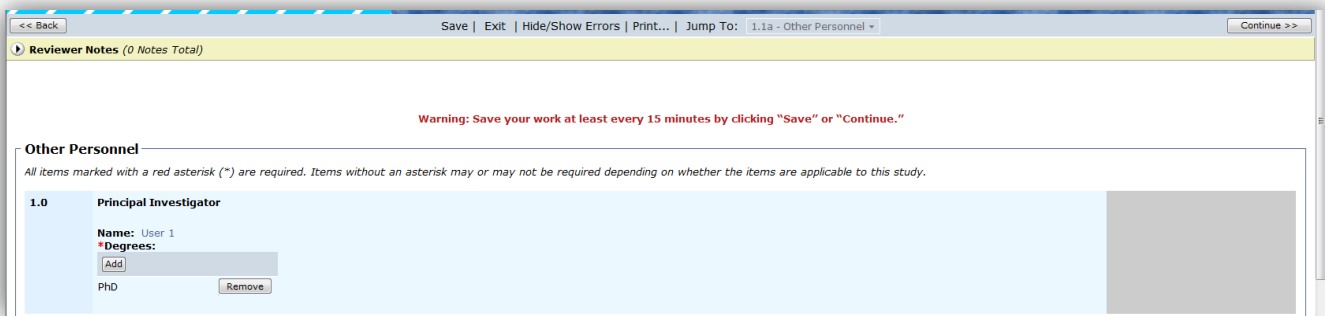 << Back Save | Exit | Hide/Show Errors | Print... | Jump To: 1.1a - Other Personnel Continue >>
Reviewer Notes (0 Notes Total)
Warning: Save your work at least every 15 minutes by clicking “Save” or “Continue.”
Other Personnel
All items marked with a red asterisk (*) are required. Items without an asterisk may or may not be required depending on whether the items are applicable to this study.
1.0 Principal Investigator
Name: User 1
*Degrees:
Add
PhD Remove